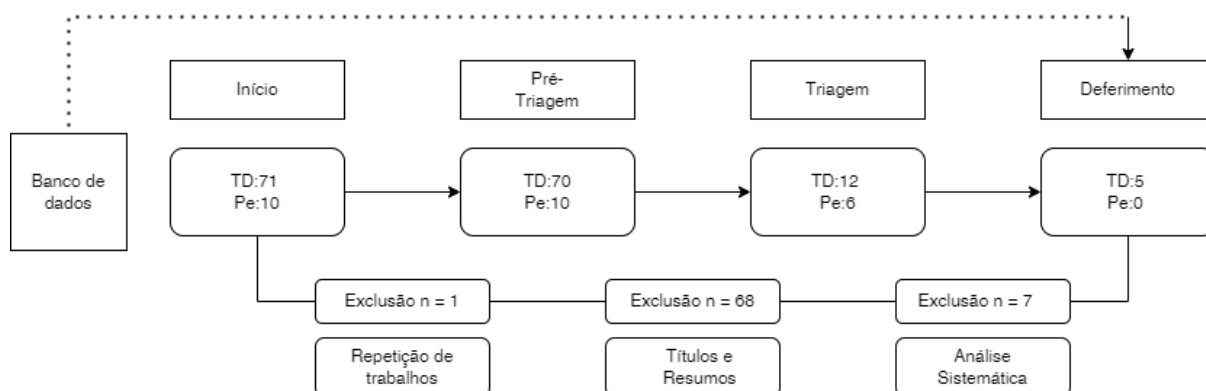 Início
Pré-
Triagem
Triagem
Deferimento
Banco de
dados
TD:71
Pe:10
TD:70
Pe:10
TD:12
Pe:6
TD:5
Pe:0
Exclusão n = 1
Exclusão n = 68
Exclusão n = 7
Repetição de
trabalhos
Títulos e
Resumos
Análise
Sistemática